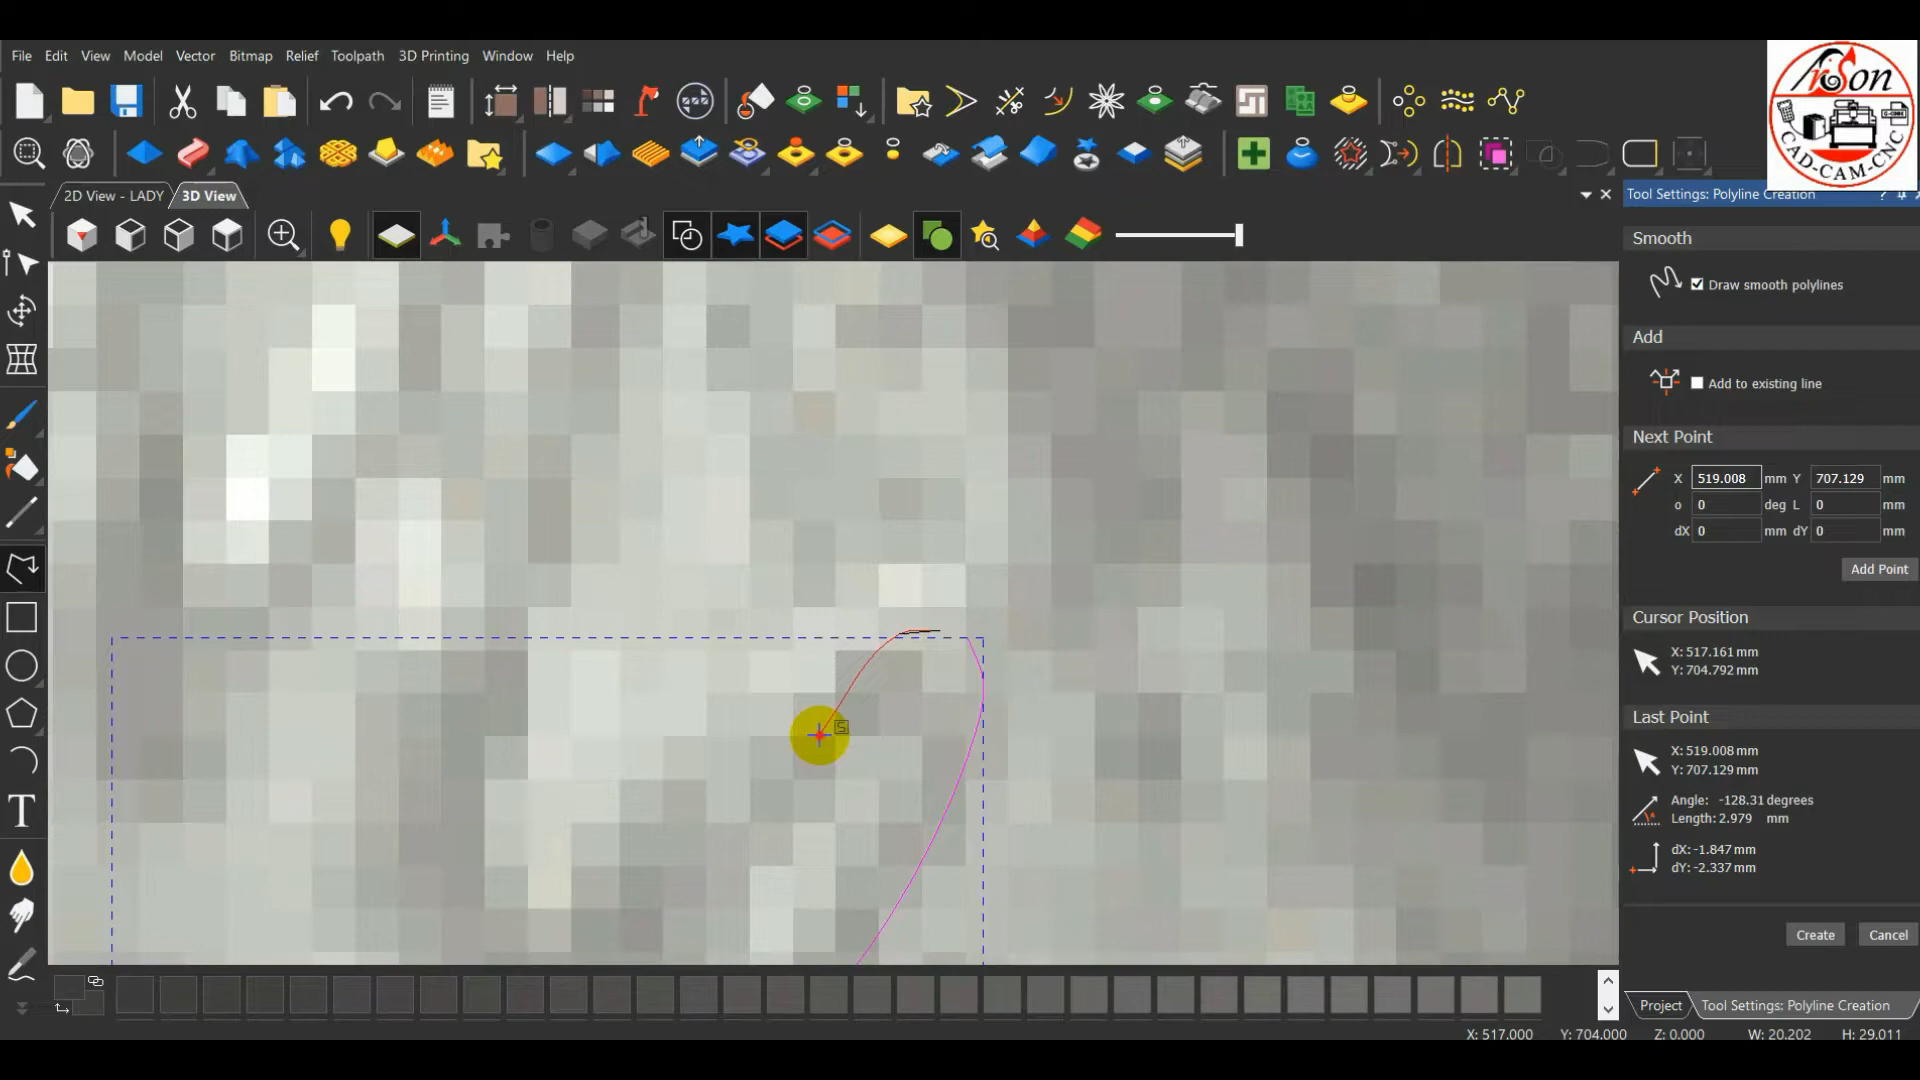 File Edit View Model Vector Bitmap Relief Toolpath 3D Printing Window Help
ArSon
CAD-CAM-CNC
2D View - LADY 3D View
Tool Settings: Polyline Creation
Smooth
Draw smooth polylines
Add
Add to existing line
Next Point
X 519.008 mm Y 707.129 mm
o 0 deg L 0 mm
dX 0 mm dY 0 mm
Add Point
Cursor Position
X: 517.161 mm
Y: 704.792 mm
Last Point
X: 519.008 mm
Y: 707.129 mm
Angle: -128.31 degrees
Length: 2.979 mm
dX: -1.847 mm
dY: -2.337 mm
Create Cancel
S
Project Tool Settings: Polyline Creation
X: 517.000 Y: 704.000 Z: 0.000 W: 20.202 H: 29.011